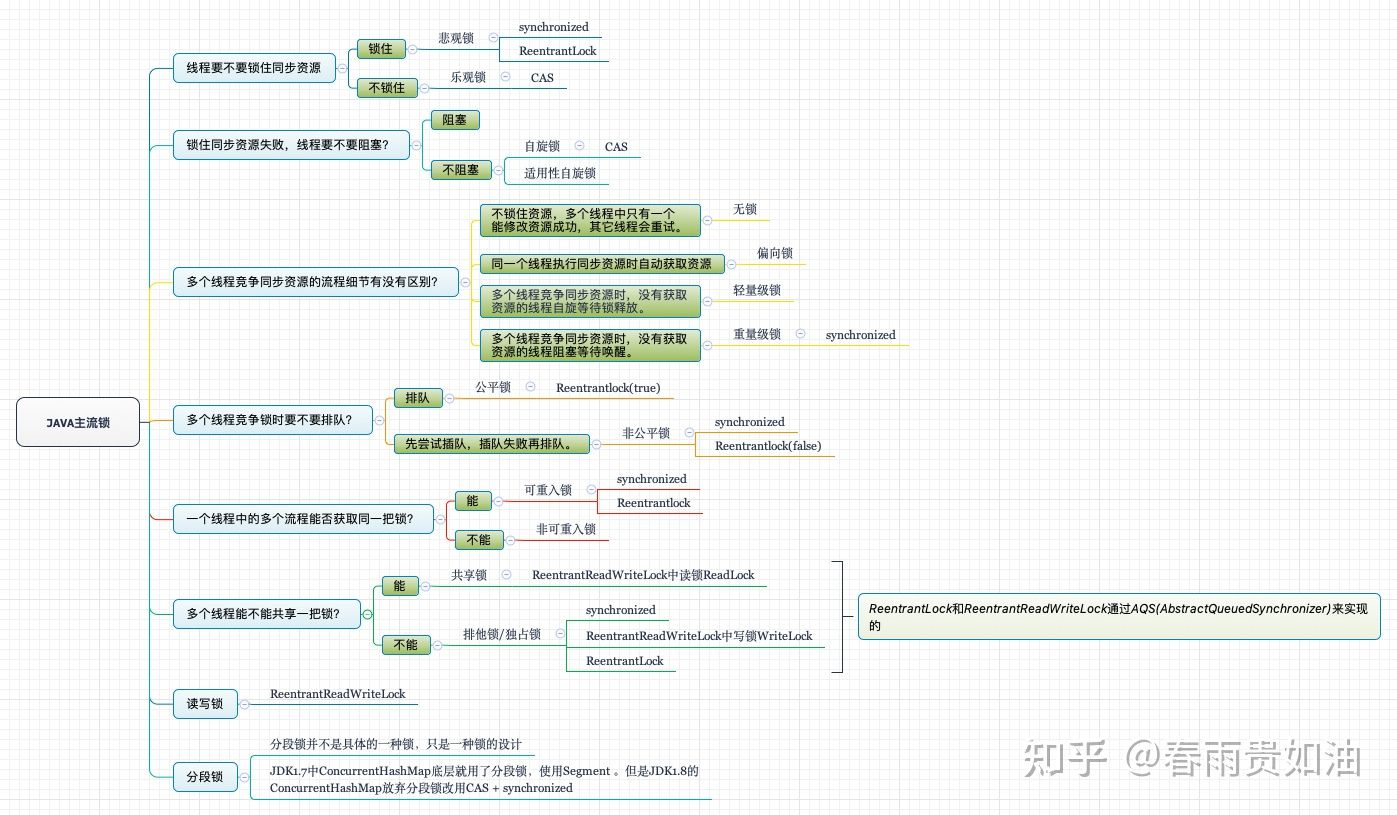 JAVA主流锁
线程要不要锁住同步资源
锁住
悲观锁
synchronized
ReentrantLock
不锁住
乐观锁
CAS
锁住同步资源失败，线程要不要阻塞？
阻塞
不阻塞
自旋锁
CAS
适用性自旋锁
多个线程竞争同步资源的流程细节有没有区别？
不锁住资源，多个线程中只有一个
能修改资源成功，其它线程会重试。
无锁
同一个线程执行同步资源时自动获取资源
偏向锁
多个线程竞争同步资源时，没有获取
资源的线程自旋等待锁释放。
轻量级锁
多个线程竞争同步资源时，没有获取
资源的线程阻塞等待唤醒。
重量级锁
synchronized
多个线程竞争锁时要不要排队？
排队
公平锁
Reentrantlock(true)
先尝试插队，插队失败再排队。
非公平锁
synchronized
Reentrantlock(false)
一个线程中的多个流程能否获取同一把锁？
能
可重入锁
synchronized
Reentrantlock
不能
非可重入锁
多个线程能不能共享一把锁？
能
共享锁
ReentrantReadWriteLock中读锁ReadLock
不能
排他锁/独占锁
synchronized
ReentrantReadWriteLock中写锁WriteLock
ReentrantLock
ReentrantLock和ReentrantReadWriteLock通过AQS(AbstractQueuedSynchronizer)来实现
的
读写锁
ReentrantReadWriteLock
分段锁
分段锁并不是具体的一种锁，只是一种锁的设计
JDK1.7中ConcurrentHashMap底层就用了分段锁，使用Segment 。但是JDK1.8的
ConcurrentHashMap放弃分段锁改用CAS + synchronized
知乎 @春雨贵如油